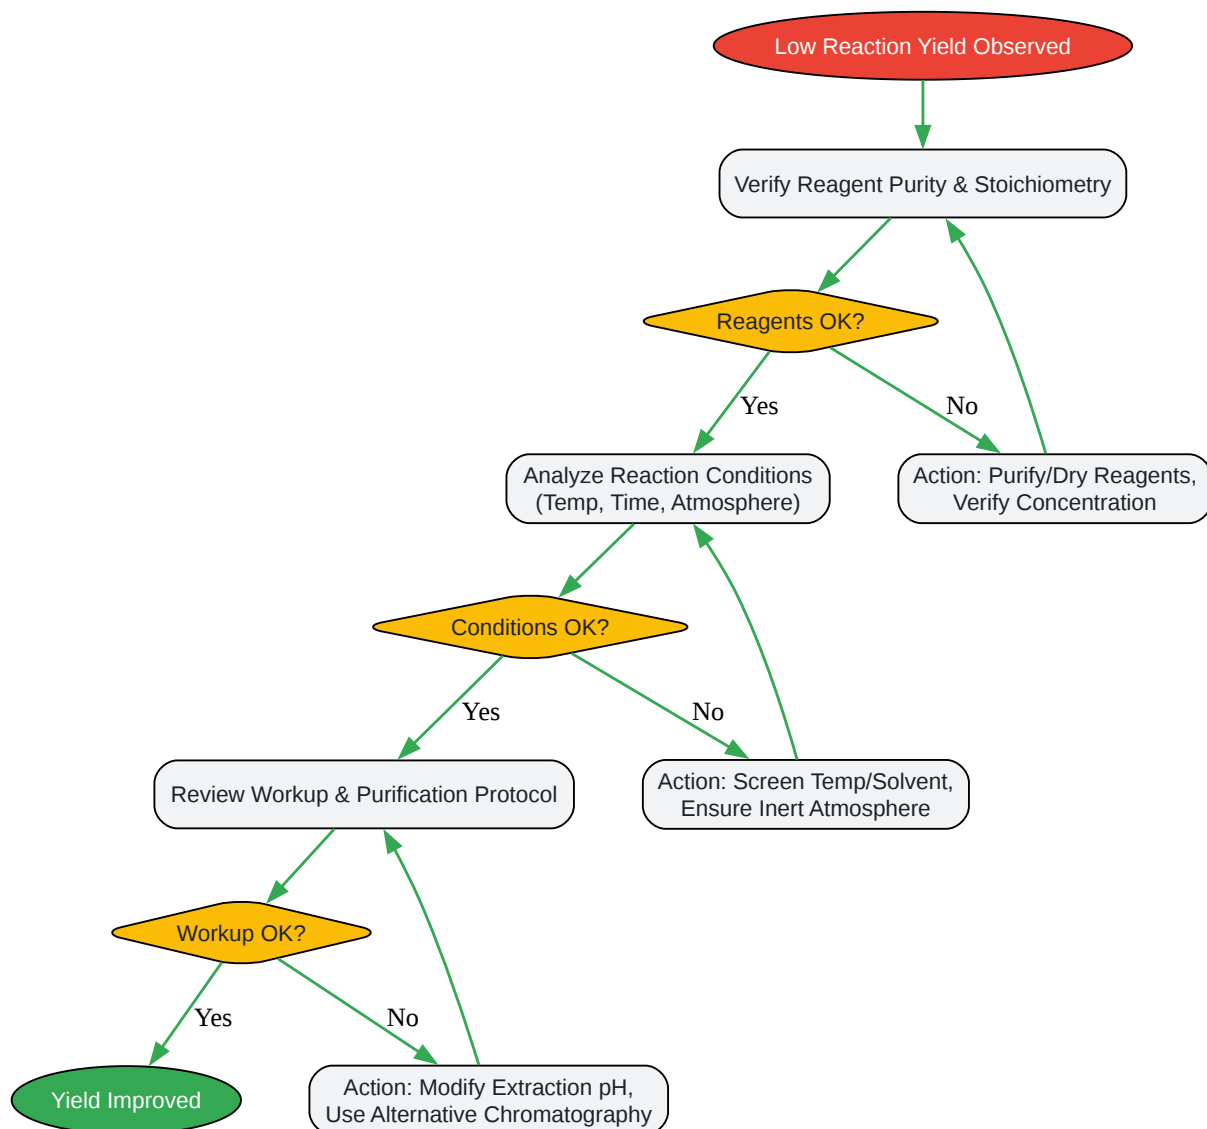 Low Reaction Yield Observed
Verify Reagent Purity & Stoichiometry
Reagents OK?
Yes
No
Analyze Reaction Conditions
(Temp, Time, Atmosphere)
Action: Purify/Dry Reagents,
Verify Concentration
Conditions OK?
Yes
No
Review Workup & Purification Protocol
Action: Screen Temp/Solvent,
Ensure Inert Atmosphere
Workup OK?
Yes
No
Yield Improved
Action: Modify Extraction pH,
Use Alternative Chromatography